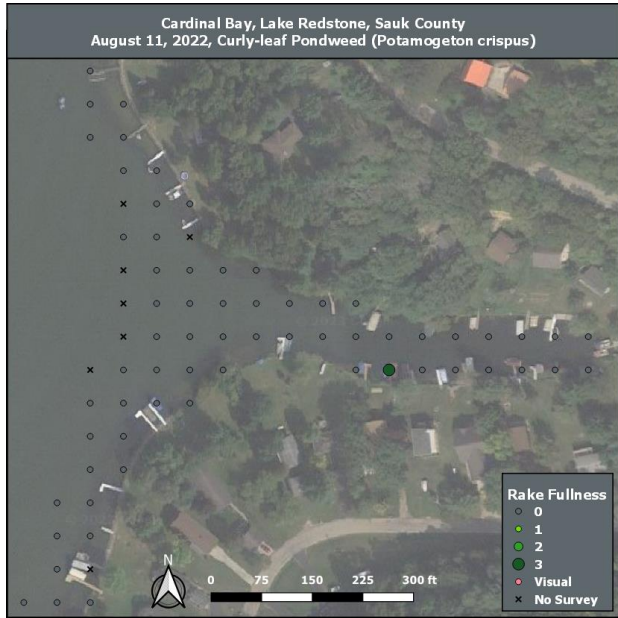 Cardinal Bay, Lake Redstone, Sauk County
August 11, 2022, Curly-leaf Pondweed (Potamogeton crispus)
Rake Fullness
0
1
2
3
Visual
No Survey
N
0 75 150 225 300 ft